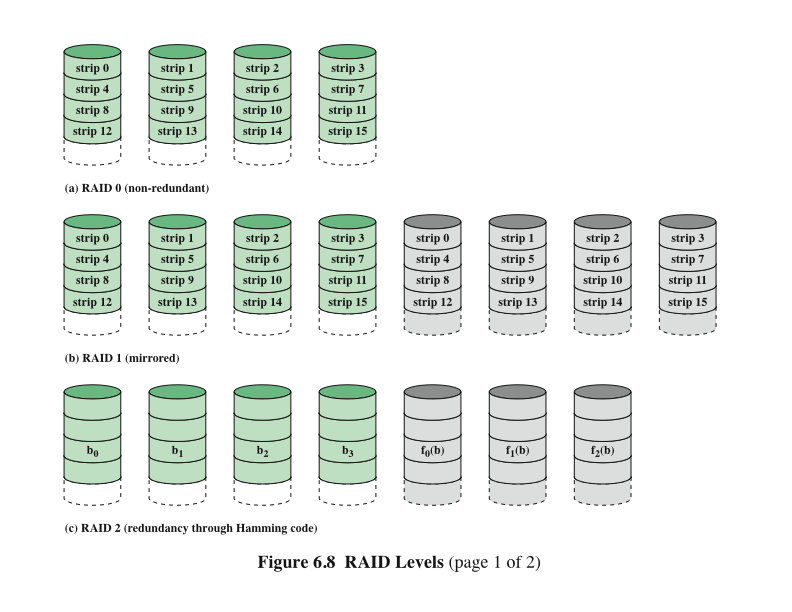 strip 0 strip 1 strip 2 strip 3
strip 4 strip 5 strip 6 strip 7
strip 8 strip 9 strip 10 strip 11
strip 12 strip 13 strip 14 strip 15
(a) RAID 0 (non-redundant)
strip 0 strip 1 strip 2 strip 3 strip 0 strip 1 strip 2 strip 3
strip 4 strip 5 strip 6 strip 7 strip 4 strip 5 strip 6 strip 7
strip 8 strip 9 strip 10 strip 11 strip 8 strip 9 strip 10 strip 11
strip 12 strip 13 strip 14 strip 15 strip 12 strip 13 strip 14 strip 15
(b) RAID 1 (mirrored)
b₀ b₁ b₂ b₃ f₀(b) f₁(b) f₂(b)
(c) RAID 2 (redundancy through Hamming code)
Figure 6.8 RAID Levels (page 1 of 2)